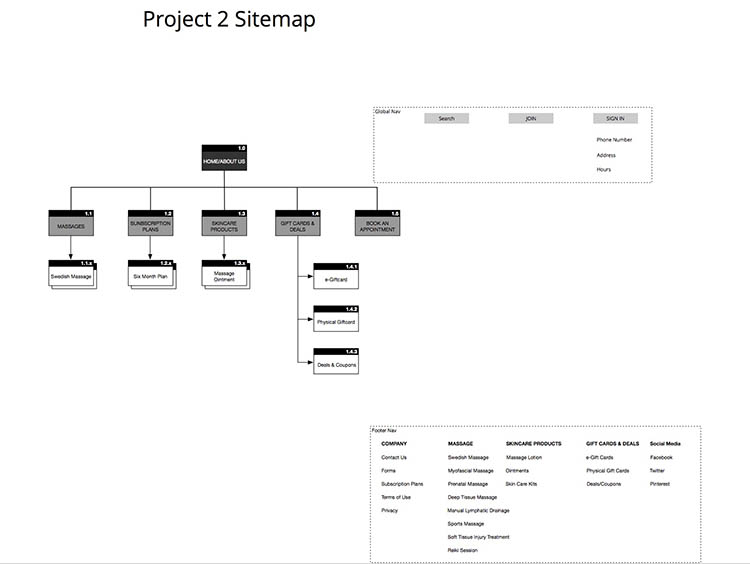 Project 2 Sitemap
Global Nav
Search
JOIN
SIGN IN
Phone Number
Address
Hours
1.0
HOME/ABOUT US
1.1
MASSAGES
1.2
SUNBSCRIPTION
PLANS
1.3
SKINCARE
PRODUCTS
1.4
GIFT CARDS &
DEALS
1.5
BOOK AN
APPOINTMENT
1.1.x
Swedish Massage
1.2.x
Six Month Plan
1.3.x
Massage
Ointment
1.4.1
e-Giftcard
1.4.2
Physical Giftcard
1.4.3
Deals & Coupons
Footer Nav
COMPANY
Contact Us
Forms
Subscription Plans
Terms of Use
Privacy
MASSAGE
Swedish Massage
Myofascial Massage
Prenatal Massage
Deep Tissue Massage
Manual Lymphatic Drainage
Sports Massage
Soft Tissue Injury Treatment
Reiki Session
SKINCARE PRODUCTS
Massage Lotion
Ointments
Skin Care Kits
GIFT CARDS & DEALS
e-Gift Cards
Physical Gift Cards
Deals/Coupons
Social Media
Facebook
Twitter
Pinterest